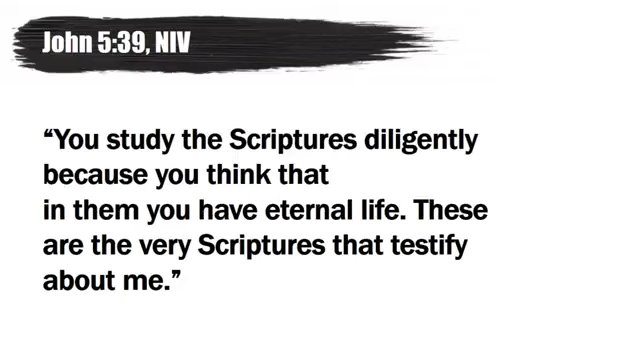 John 5:39, NIV
“You study the Scriptures diligently
because you think that
in them you have eternal life. These
are the very Scriptures that testify
about me.”